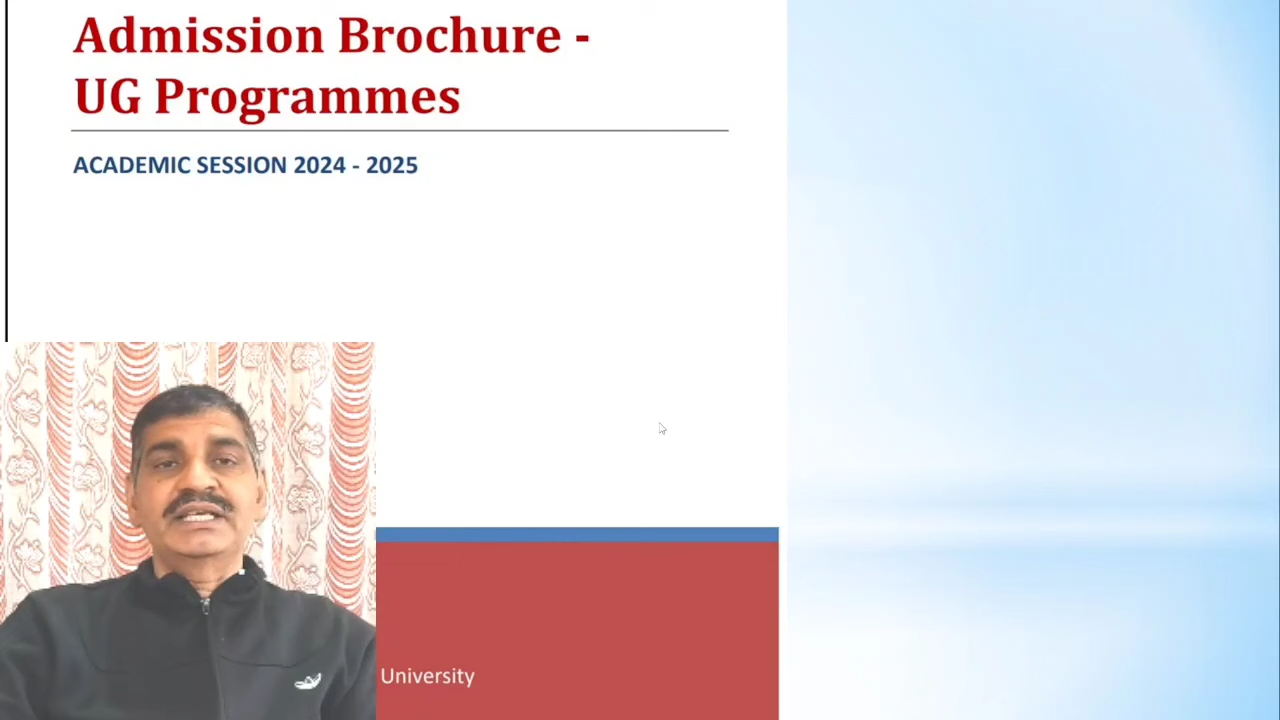 Admission Brochure -
UG Programmes
ACADEMIC SESSION 2024 - 2025
University